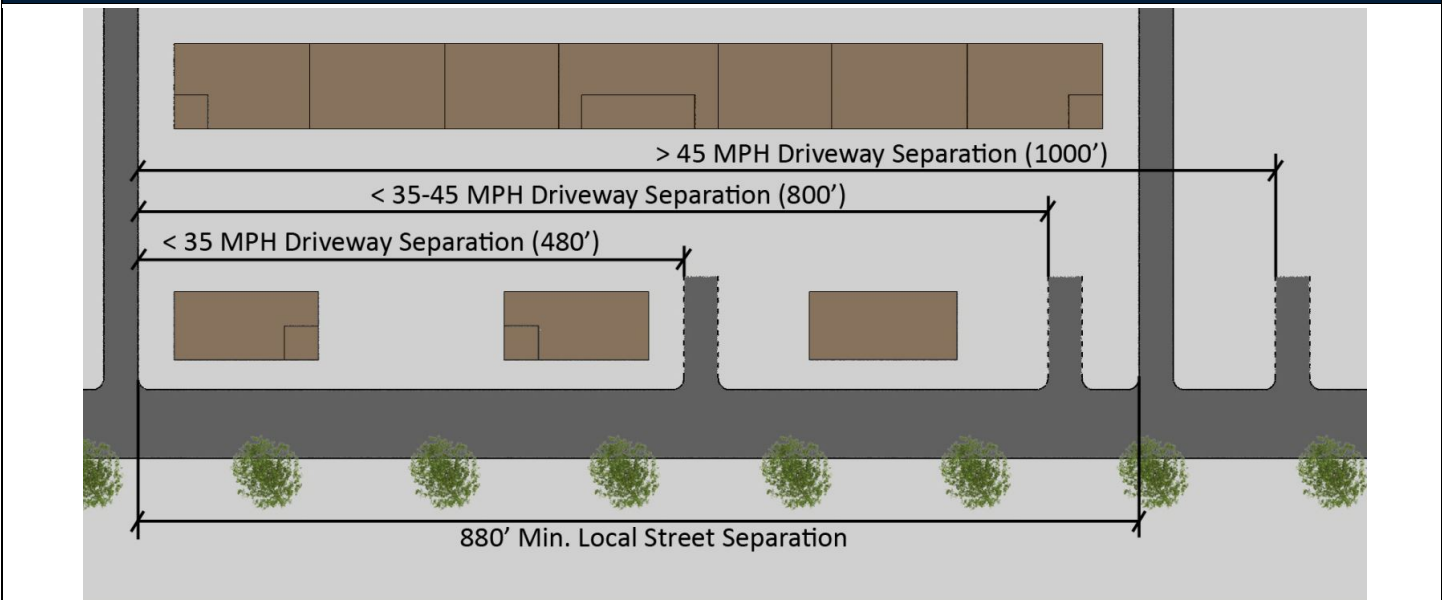 > 45 MPH Driveway Separation (1000’)
< 35-45 MPH Driveway Separation (800’)
< 35 MPH Driveway Separation (480’)
880’ Min. Local Street Separation